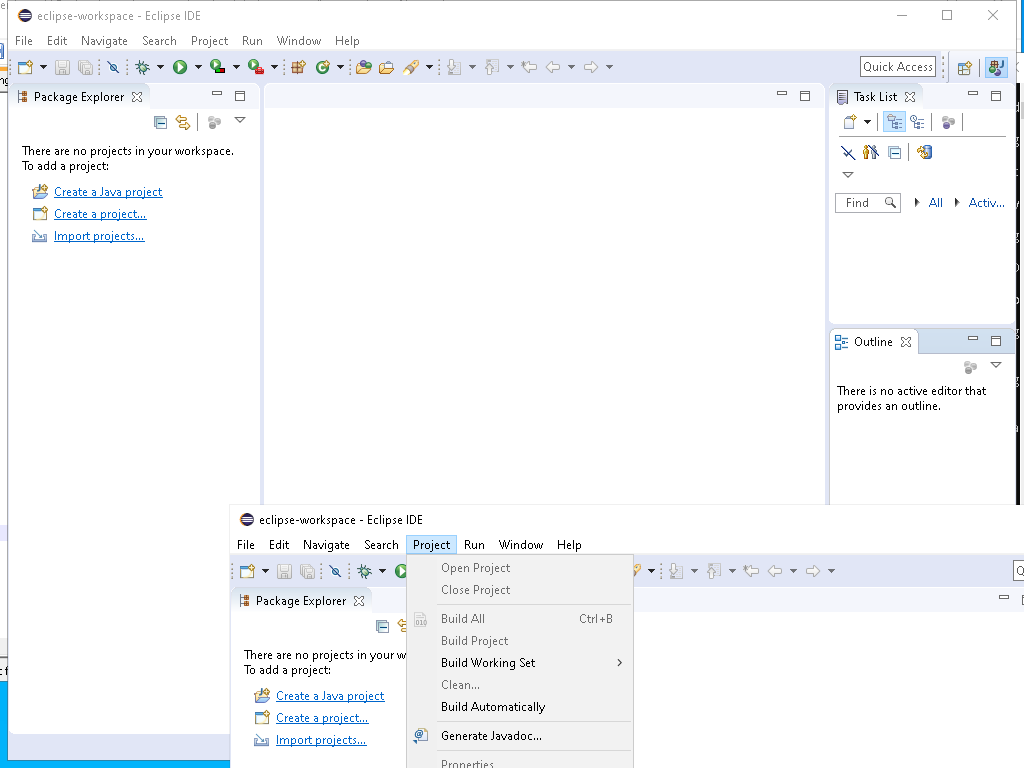 eclipse-workspace - Eclipse IDE
File Edit Navigate Search Project Run Window Help
Quick Access
Package Explorer
There are no projects in your workspace.
To add a project:
Create a Java project
Create a project...
Import projects...
Task List
Find All Activ...
Outline
There is no active editor that
provides an outline.
eclipse-workspace - Eclipse IDE
File Edit Navigate Search Project Run Window Help
Package Explorer
There are no projects in your w
To add a project:
Create a Java project
Create a project...
Import projects...
Open Project
Close Project
Build All Ctrl+B
Build Project
Build Working Set
Clean...
Build Automatically
Generate Javadoc...
Properties